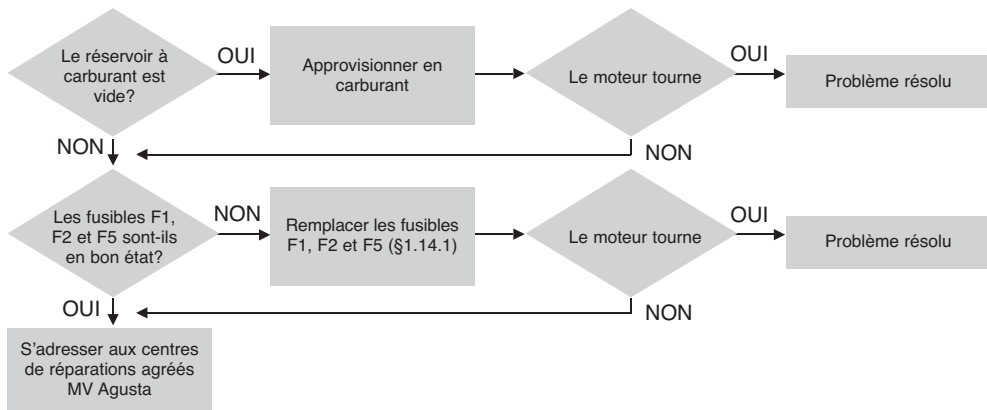 Le réservoir à
carburant est
vide?
OUI
Approvisionner en
carburant
Le moteur tourne
OUI
Problème résolu
NON
NON
Les fusibles F1,
F2 et F5 sont-ils
en bon état?
NON
Remplacer les fusibles
F1, F2 et F5 (§1.14.1)
Le moteur tourne
OUI
Problème résolu
OUI
NON
S'adresser aux centres
de réparations agréés
MV Agusta